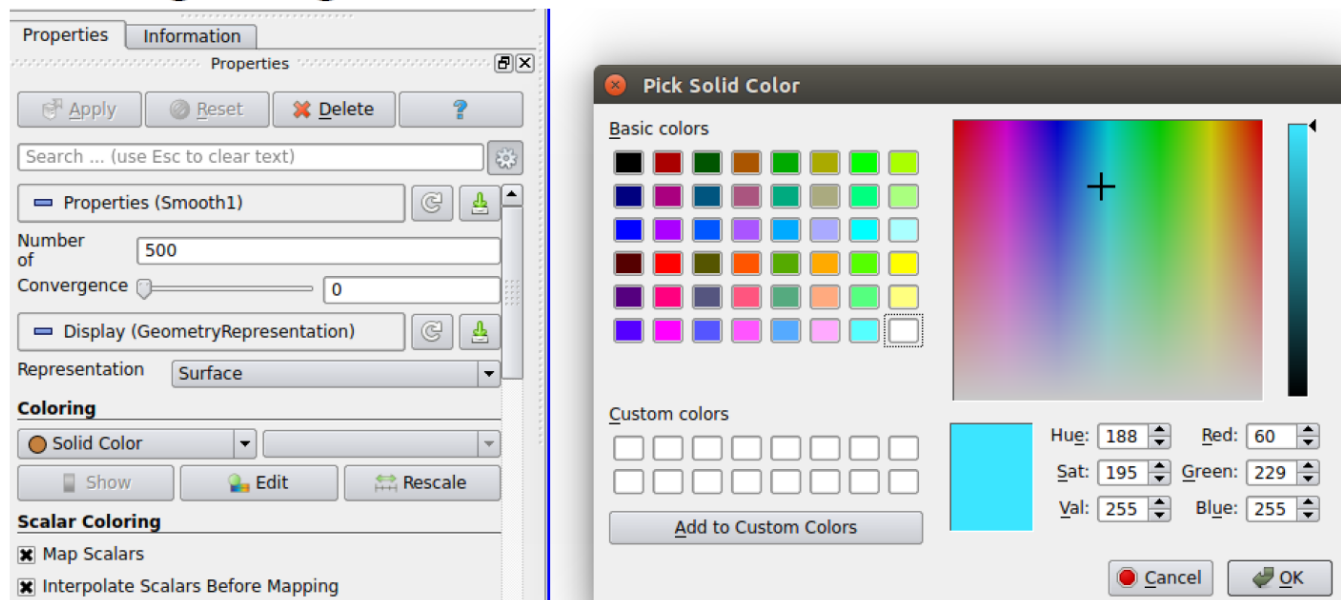 Properties Information
Properties
Apply Reset Delete ?
Search ... (use Esc to clear text)
Properties (Smooth1)
Number
of
500
Convergence 0
Display (GeometryRepresentation)
Representation Surface
Coloring
Solid Color
Show Edit Rescale
Scalar Coloring
Map Scalars
Interpolate Scalars Before Mapping
Pick Solid Color
Basic colors
Custom colors
Add to Custom Colors
Hue: 188 Red: 60
Sat: 195 Green: 229
Val: 255 Blue: 255
Cancel OK